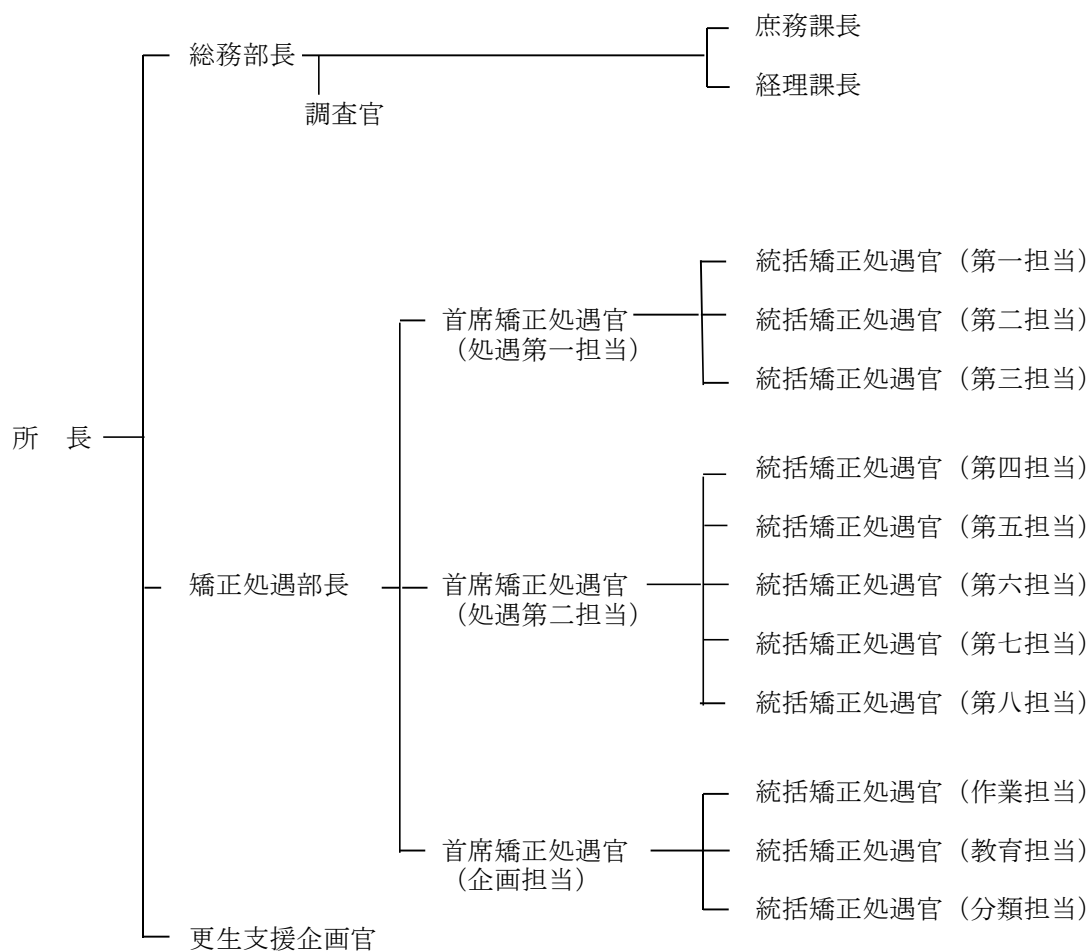 庶務課長
総務部長
経理課長
調査官
統括矯正処遇官（第一担当）
首席矯正処遇官
（処遇第一担当）
統括矯正処遇官（第二担当）
統括矯正処遇官（第三担当）
所　長
統括矯正処遇官（第四担当）
統括矯正処遇官（第五担当）
矯正処遇部長
首席矯正処遇官
（処遇第二担当）
統括矯正処遇官（第六担当）
統括矯正処遇官（第七担当）
統括矯正処遇官（第八担当）
統括矯正処遇官（作業担当）
首席矯正処遇官
（企画担当）
統括矯正処遇官（教育担当）
統括矯正処遇官（分類担当）
更生支援企画官